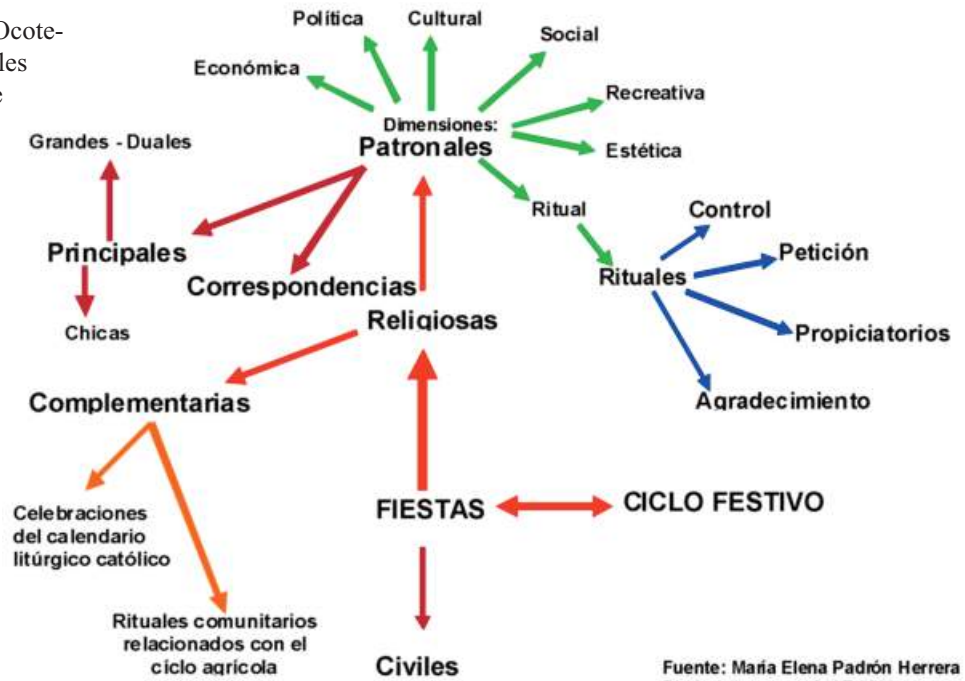 Ocote-
les
e
Política
Cultural
Social
Económica
Recreativa
Dimensiones:
Patronales
Estética
Grandes - Duales
Ritual
Control
Principales
Petición
Rituales
Correspondencias
Religiosas
Chicas
Propiciatorios
Complementarias
Agradecimiento
FIESTAS
CICLO FESTIVO
Celebraciones
del calendario
litúrgico católico
Rituales comunitarios
relacionados con el
ciclo agrícola
Civiles
Fuente: María Elena Padrón Herrera